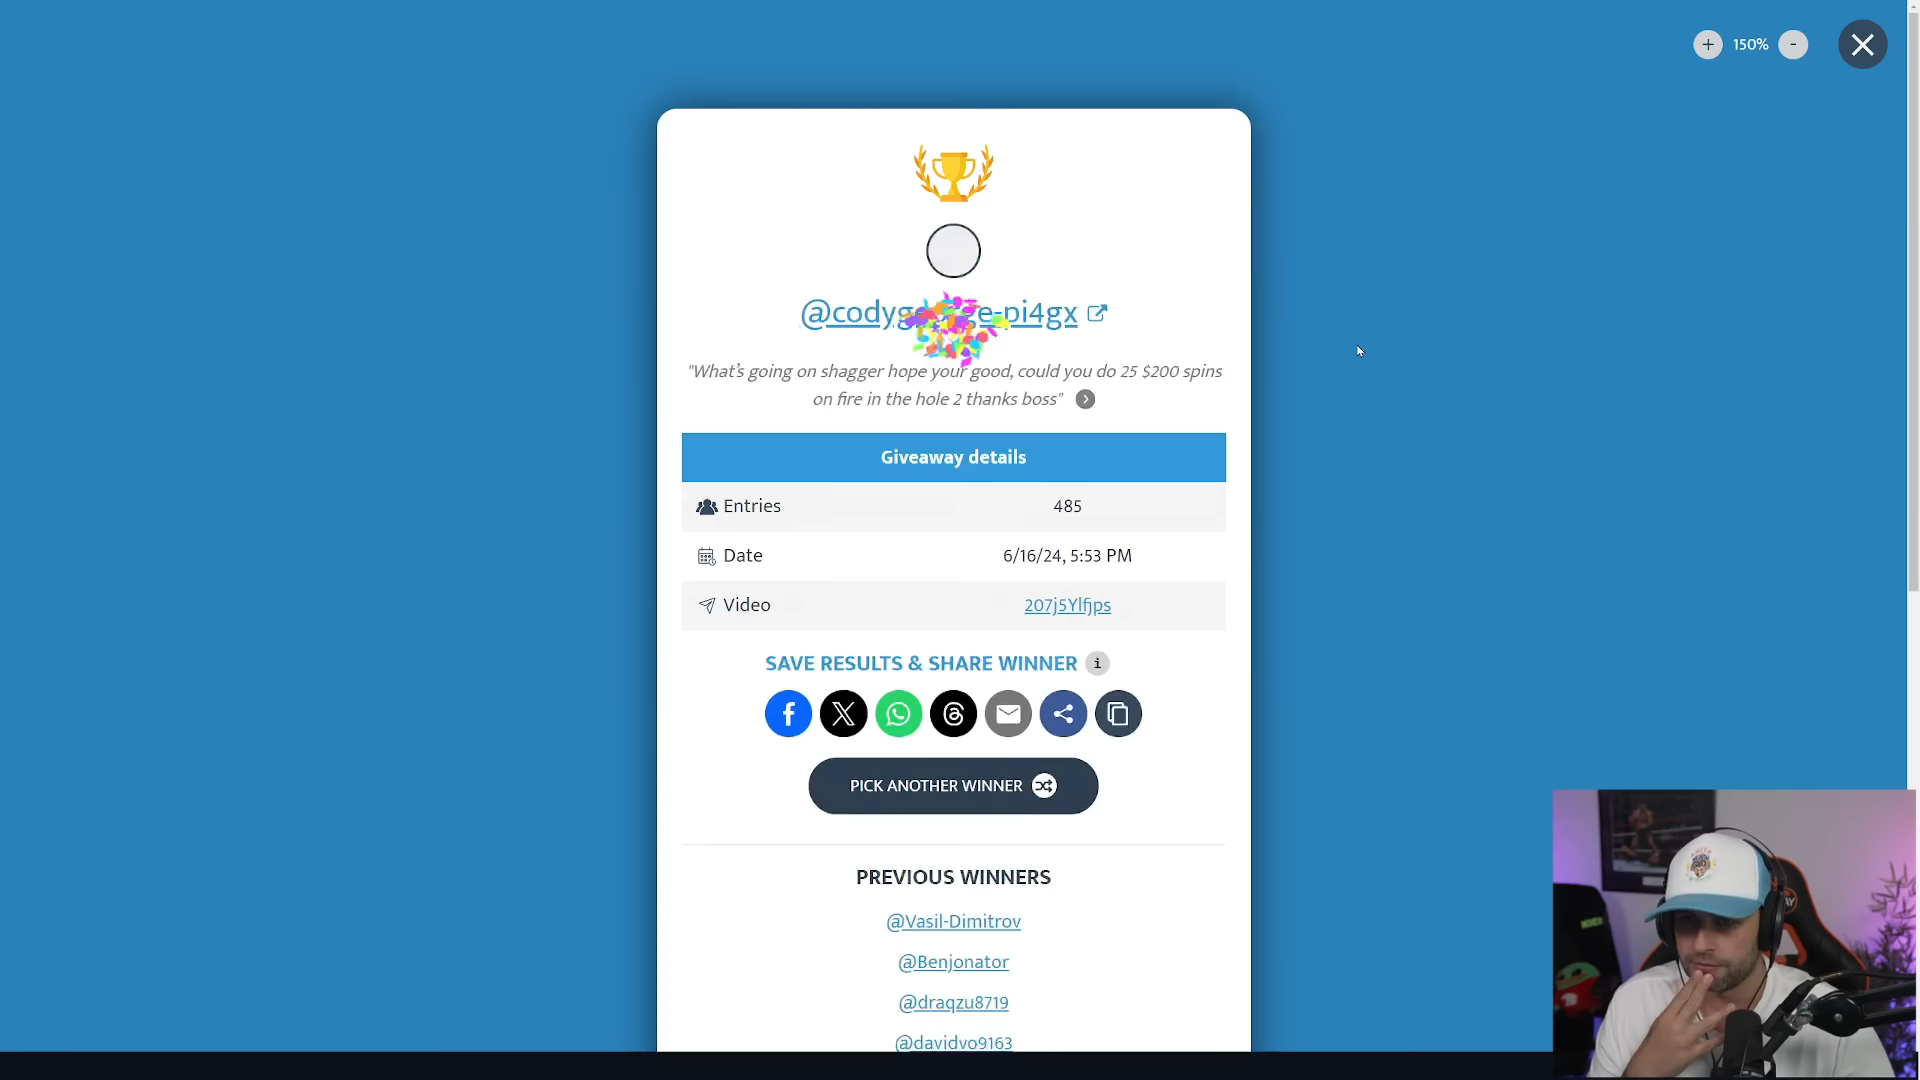 + 150% -
"What's going on shagger hope your good, could you do 25 $200 spins
on fire in the hole 2 thanks boss"
Giveaway details
Entries 485
Date 6/16/24, 5:53 PM
Video 207j5Ylfjps
SAVE RESULTS & SHARE WINNER i
PICK ANOTHER WINNER
PREVIOUS WINNERS
@Vasil-Dimitrov
@Benjonator
@draqzu8719
@davidvo9163